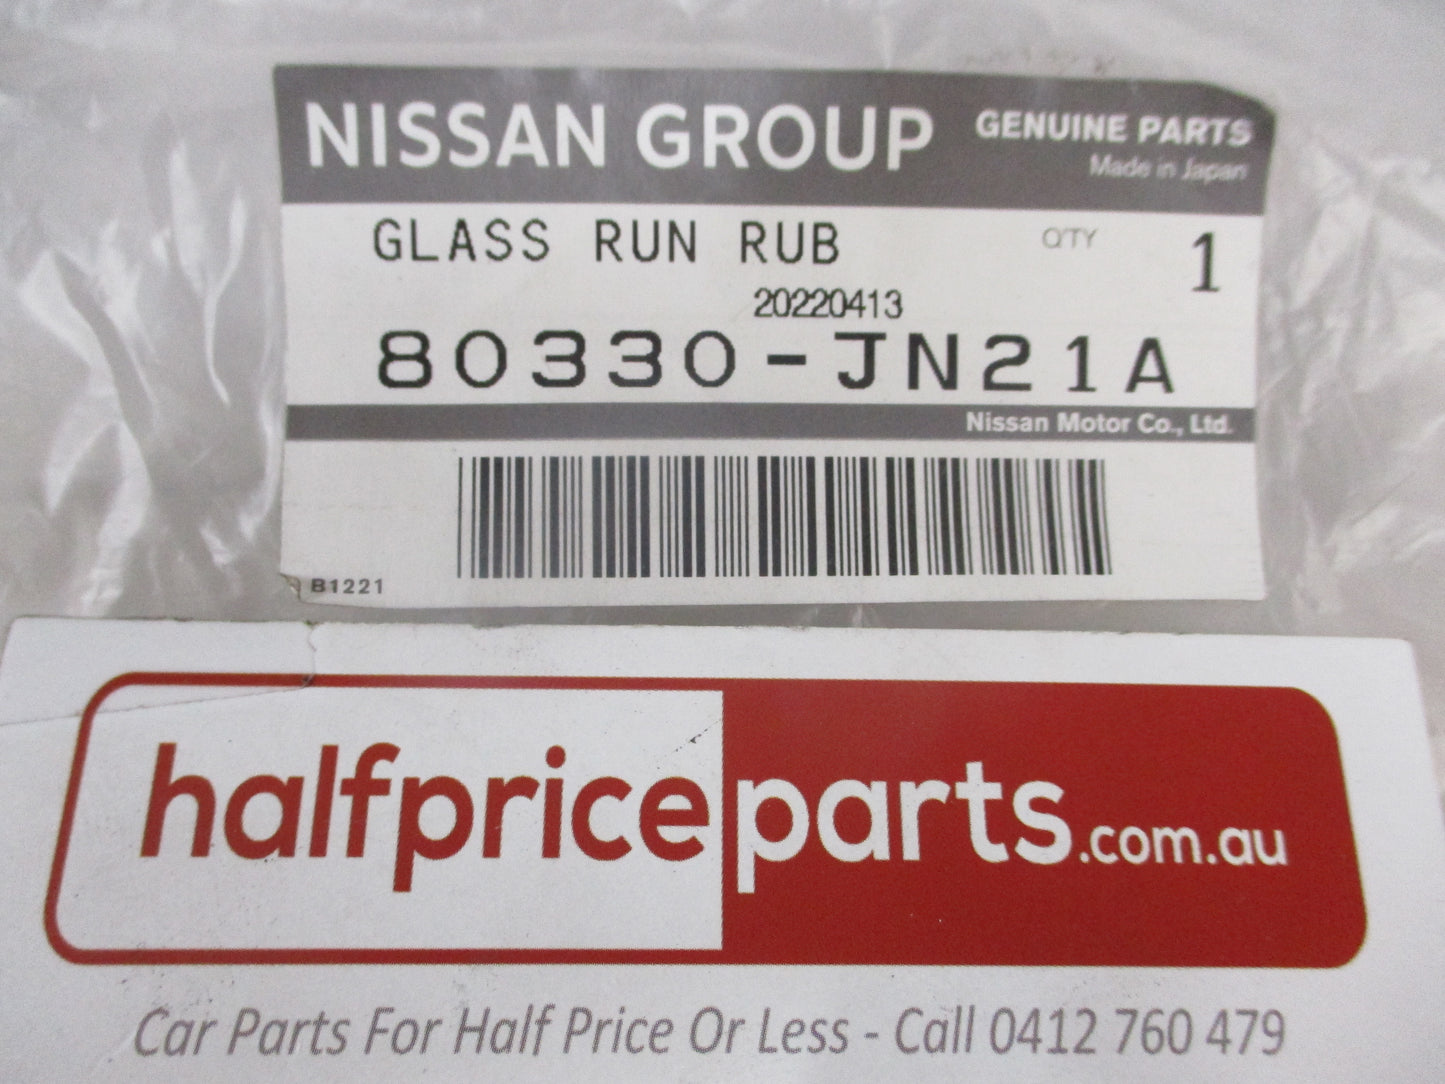 NISSAN GROUP GENUINE PARTS
Made in Japan
GLASS RUN RUB Q'TY 1
20220413
80330-JN21A
Nissan Motor Co., Ltd.
B1221
halfpriceparts.com.au
Car Parts For Half Price Or Less - Call 0412 760 479